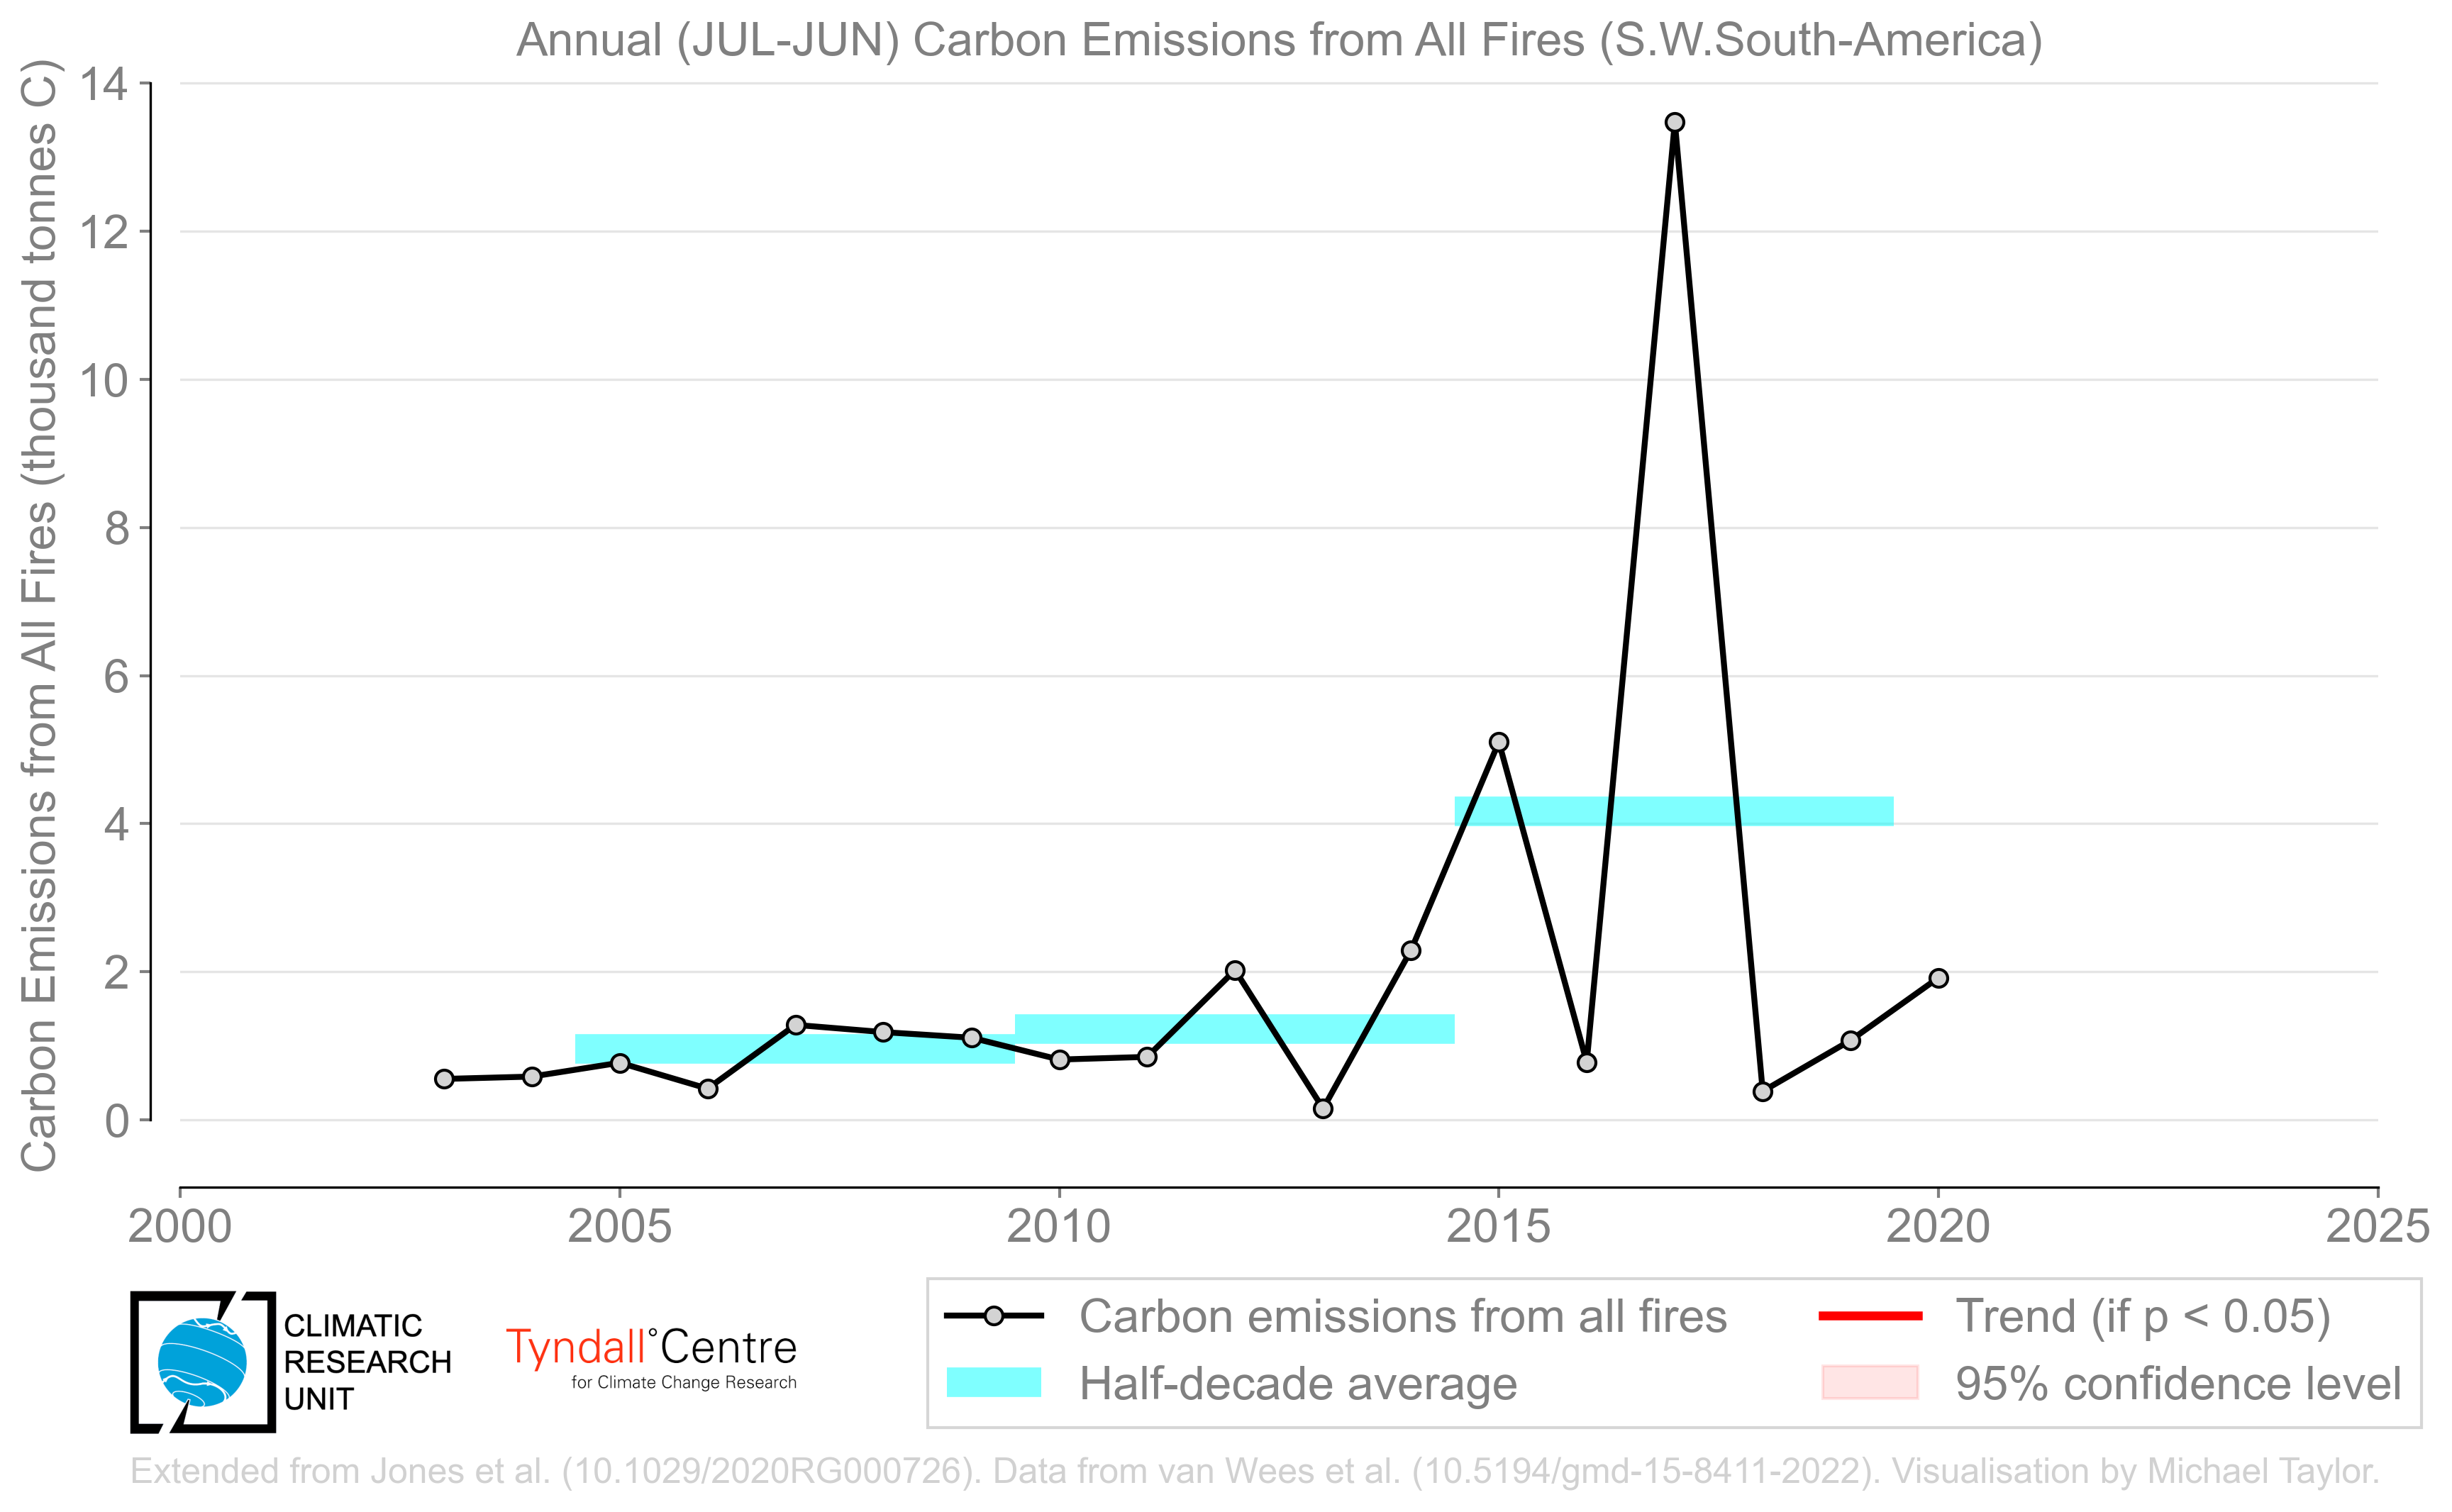 Annual (JUL-JUN) Carbon Emissions from All Fires (S.W.South-America)
Carbon Emissions from All Fires (thousand tonnes C)
14
12
10
8
6
4
2
0
2000 2005 2010 2015 2020 2025
CLIMATIC
RESEARCH
UNIT
Tyndall°Centre
for Climate Change Research
Carbon emissions from all fires
Half-decade average
Trend (if p < 0.05)
95% confidence level
Extended from Jones et al. (10.1029/2020RG000726). Data from van Wees et al. (10.5194/gmd-15-8411-2022). Visualisation by Michael Taylor.